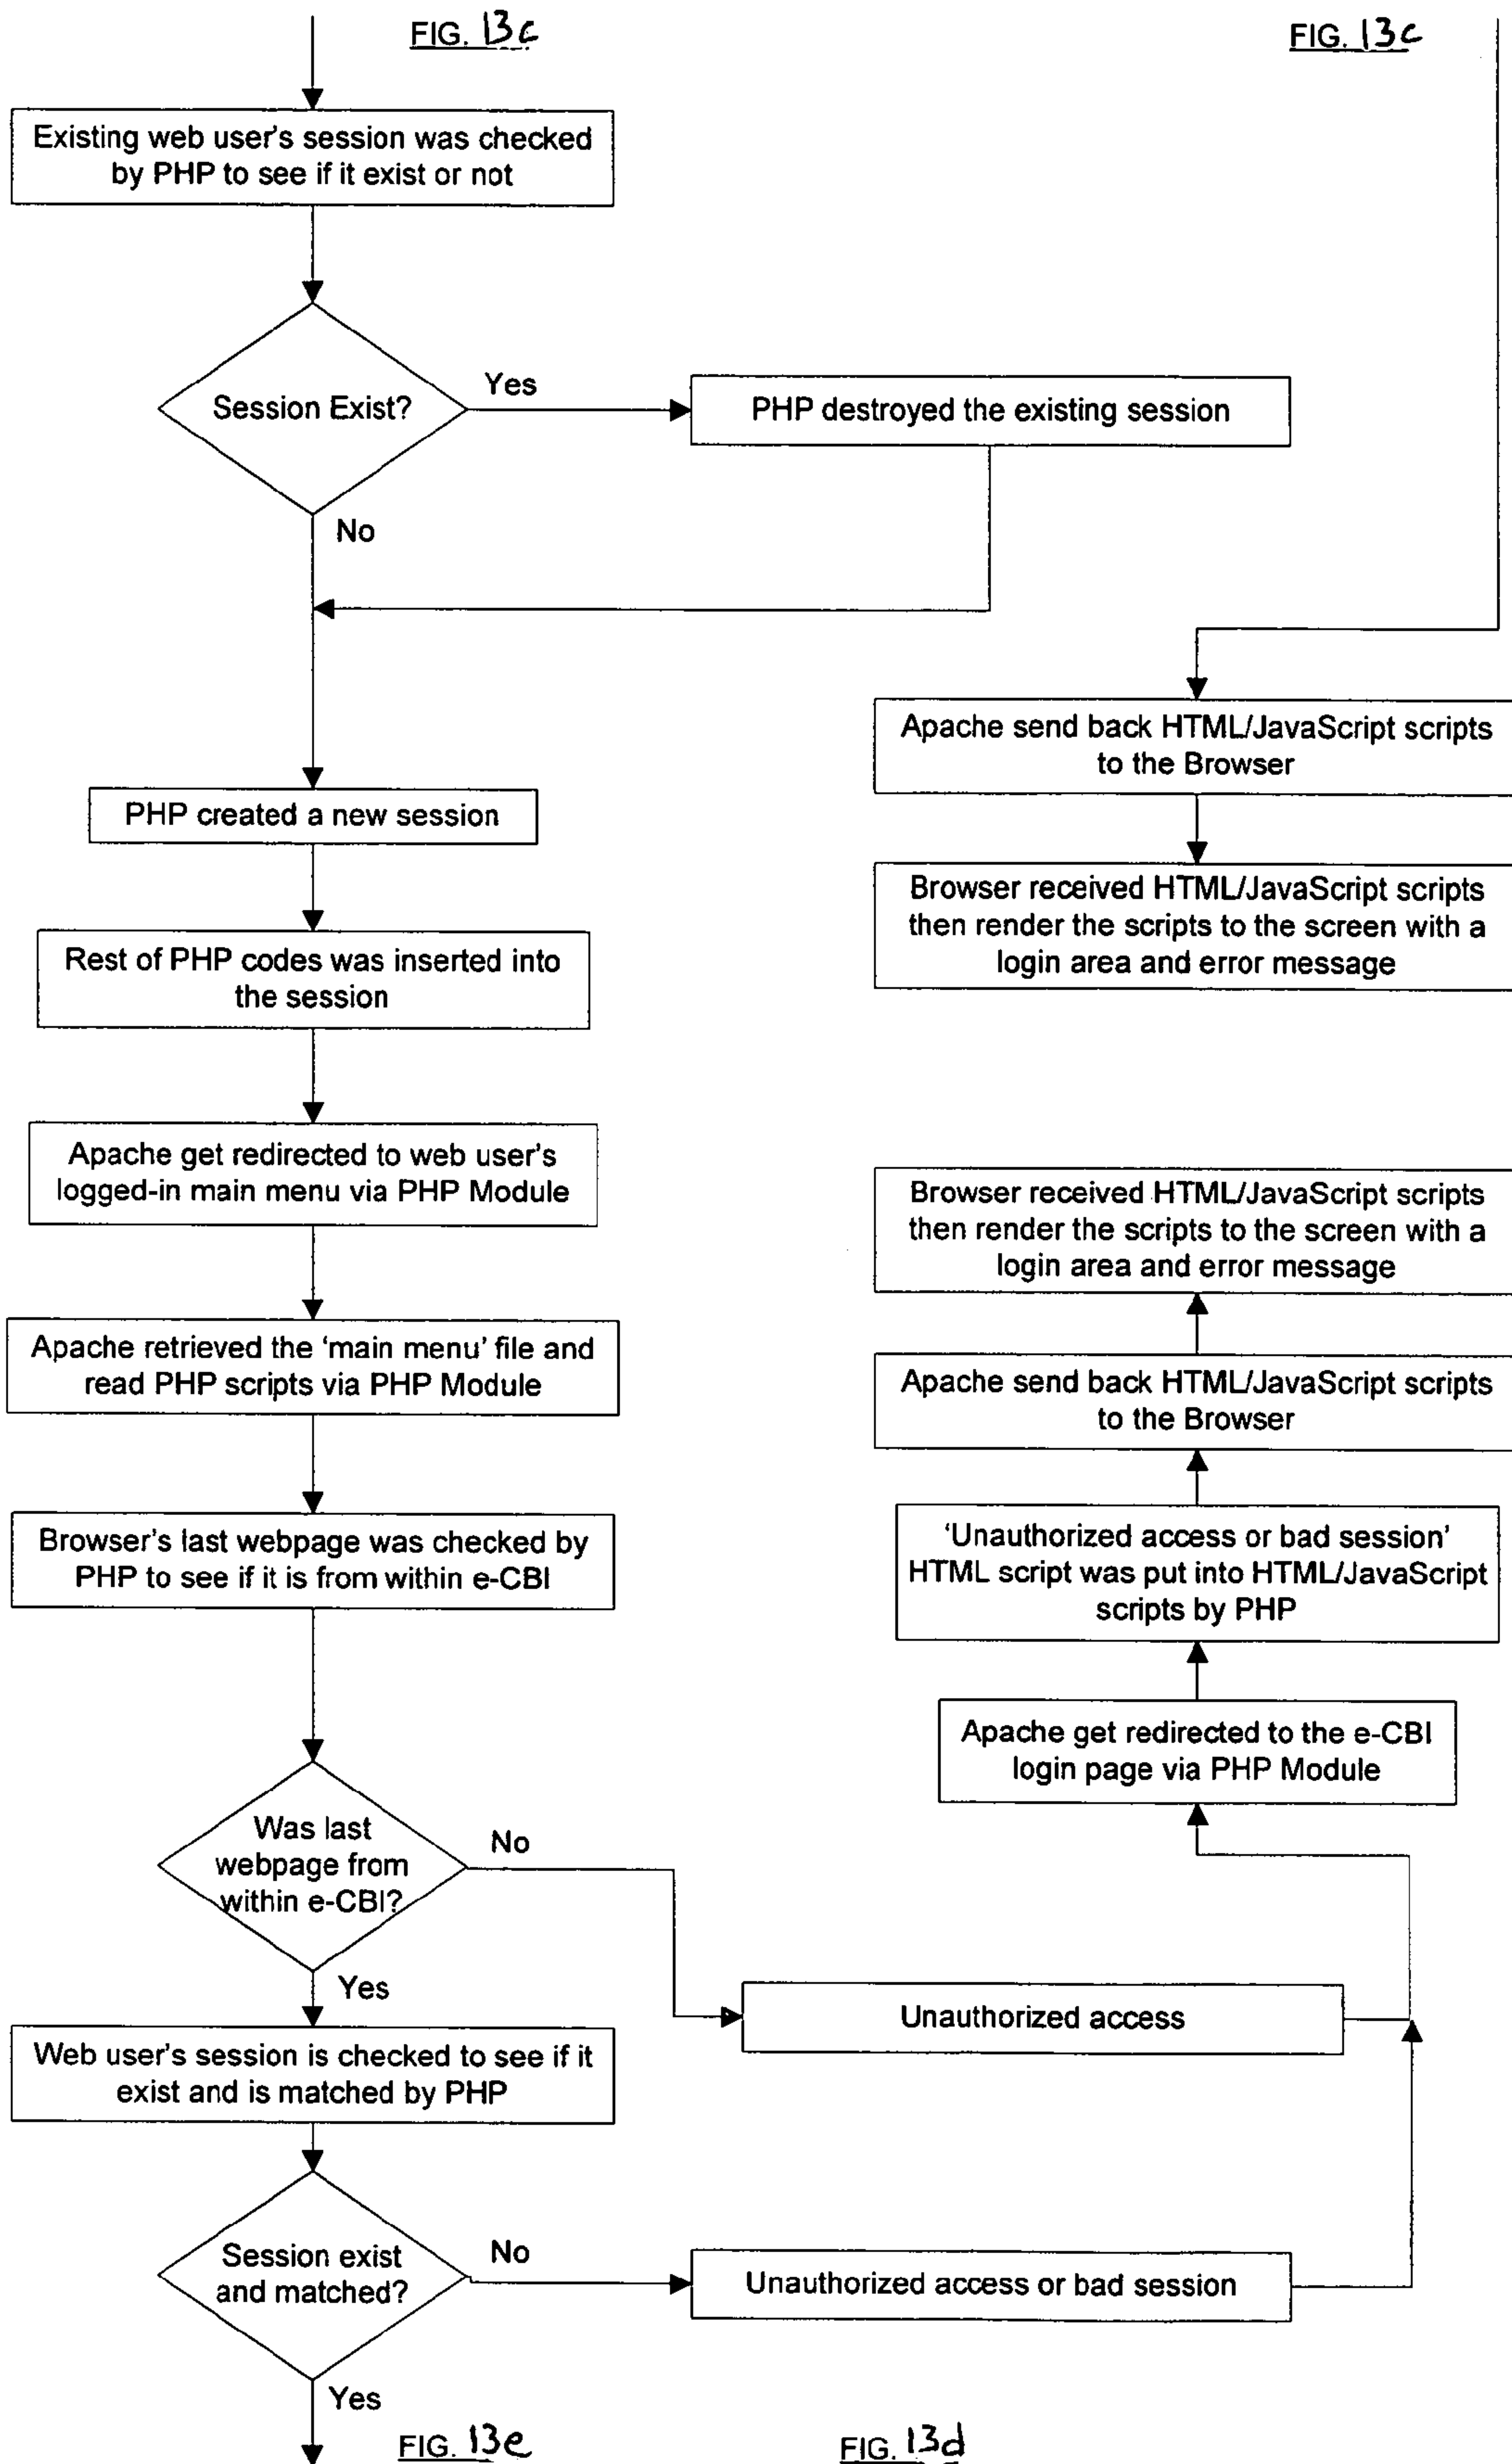 FIG. 13c
FIG. 13c
Existing web user's session was checked
by PHP to see if it exist or not
Session Exist?
Yes
PHP destroyed the existing session
No
Apache send back HTML/JavaScript scripts
to the Browser
PHP created a new session
Browser received HTML/JavaScript scripts
then render the scripts to the screen with a
login area and error message
Rest of PHP codes was inserted into
the session
Apache get redirected to web user's
logged-in main menu via PHP Module
Browser received HTML/JavaScript scripts
then render the scripts to the screen with a
login area and error message
Apache retrieved the ‘main menu’ file and
read PHP scripts via PHP Module
Apache send back HTML/JavaScript scripts
to the Browser
Browser's last webpage was checked by
PHP to see if it is from within e-CBI
‘Unauthorized access or bad session’
HTML script was put into HTML/JavaScript
scripts by PHP
Apache get redirected to the e-CBI
login page via PHP Module
Was last
webpage from
within e-CBI?
No
Yes
Unauthorized access
Web user's session is checked to see if it
exist and is matched by PHP
Session exist
and matched?
No
Unauthorized access or bad session
Yes
FIG. 13e
FIG. 13d